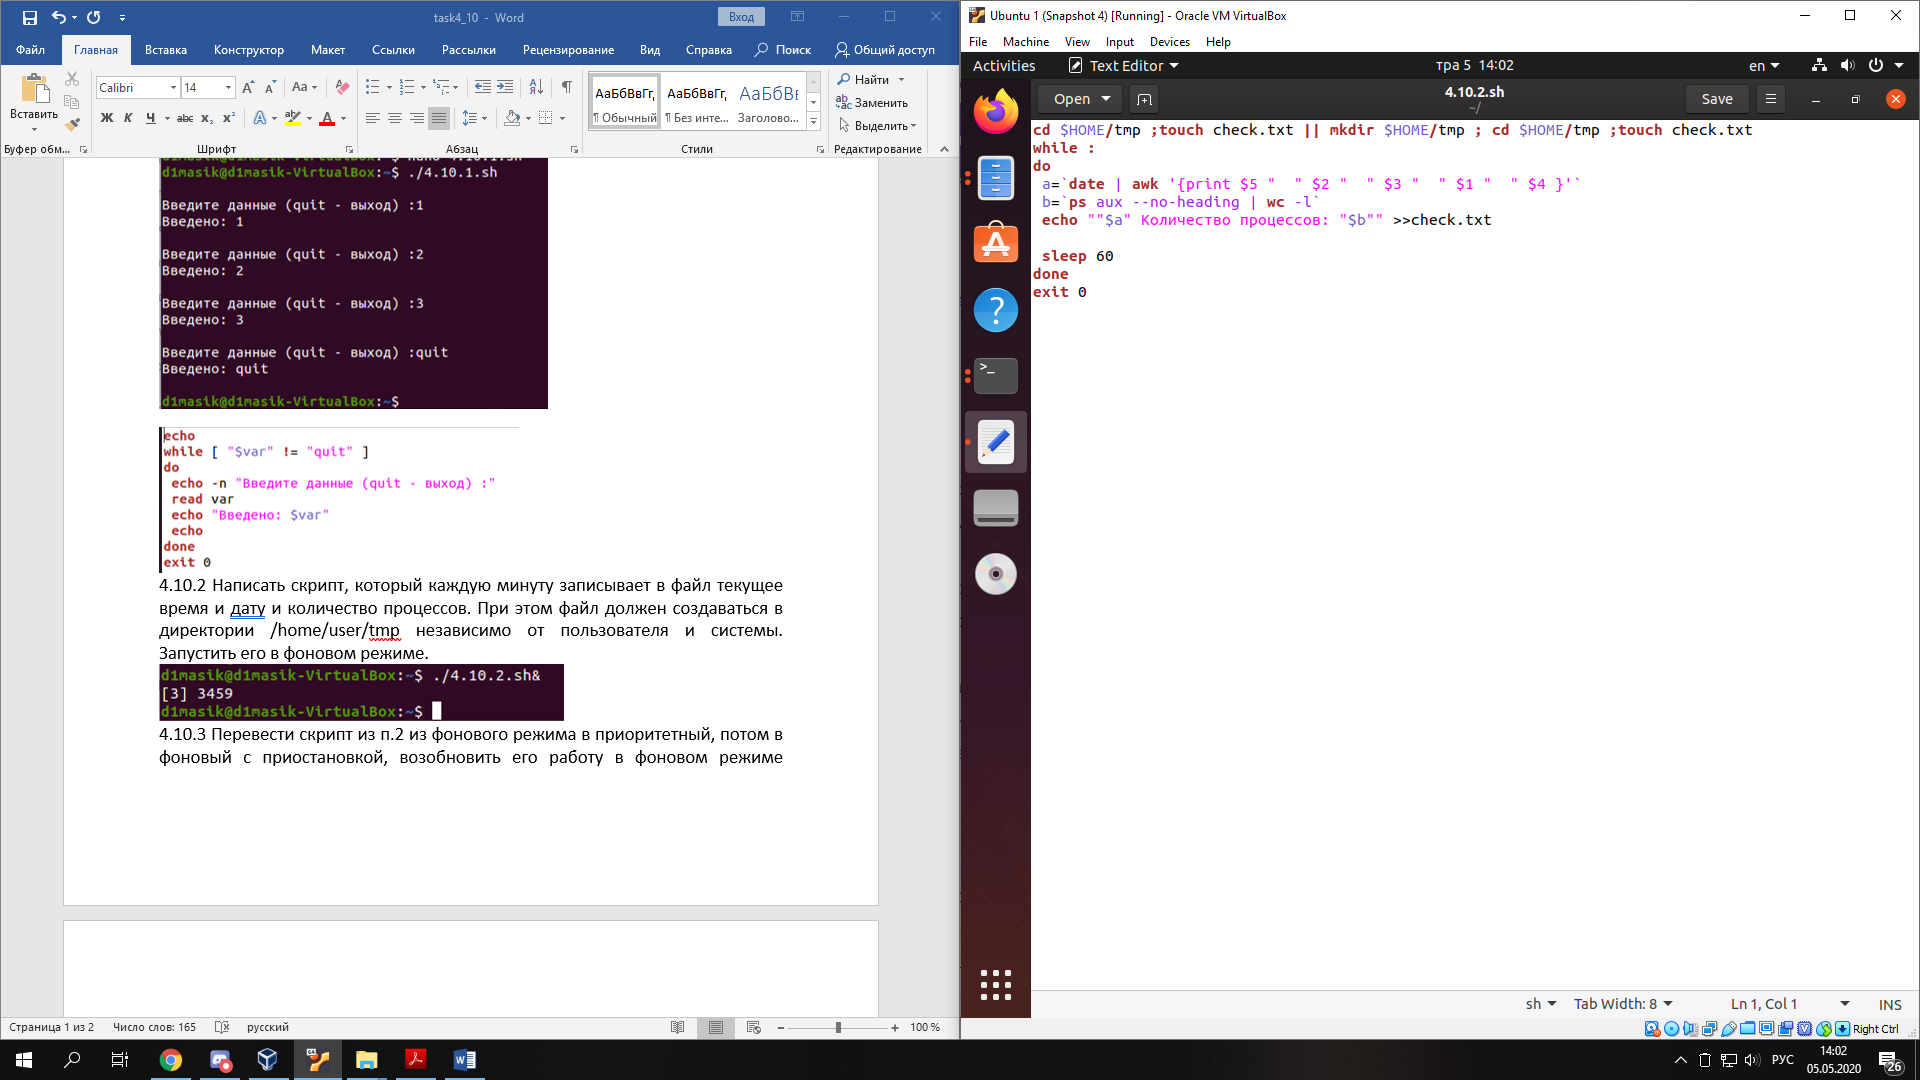 task4_10 - Word
Вход
Файл Главная Вставка Конструктор Макет Ссылки Рассылки Рецензирование Вид Справка Поиск Общий доступ
Вставить
Calibri 14
Буфер обм... Шрифт Абзац
АаБбВвГг, АаБбВвГг, АаБбВі
¶ Обычный ¶ Без инте... Заголово...
Стили
Найти
Заменить
Выделить
Редактирование
d1masik@d1masik-VirtualBox:~$ nano 4.10.1.sh
d1masik@d1masik-VirtualBox:~$ ./4.10.1.sh
Введите данные (quit - выход) :1
Введено: 1
Введите данные (quit - выход) :2
Введено: 2
Введите данные (quit - выход) :3
Введено: 3
Введите данные (quit - выход) :quit
Введено: quit
d1masik@d1masik-VirtualBox:~$
echo
while [ "$var" != "quit" ]
do
echo -n "Введите данные (quit - выход) :"
read var
echo "Введено: $var"
echo
done
exit 0
4.10.2 Написать скрипт, который каждую минуту записывает в файл текущее
время и дату и количество процессов. При этом файл должен создаваться в
директории /home/user/tmp независимо от пользователя и системы.
Запустить его в фоновом режиме.
d1masik@d1masik-VirtualBox:~$ ./4.10.2.sh&
[3] 3459
d1masik@d1masik-VirtualBox:~$
4.10.3 Перевести скрипт из п.2 из фонового режима в приоритетный, потом в
фоновый с приостановкой, возобновить его работу в фоновом режиме
Страница 1 из 2 Число слов: 165 русский 100 %
Ubuntu 1 (Snapshot 4) [Running] - Oracle VM VirtualBox
File Machine View Input Devices Help
Activities Text Editor тра 5 14:02 en
Open 4.10.2.sh Save
~/
cd $HOME/tmp ;touch check.txt || mkdir $HOME/tmp ; cd $HOME/tmp ;touch check.txt
while :
do
a=`date | awk '{print $5 "  " $2 "  " $3 "  " $1 "  " $4 }'`
b=`ps aux --no-heading | wc -l`
echo ""$a" Количество процессов: "$b"" >>check.txt
sleep 60
done
exit 0
sh Tab Width: 8 Ln 1, Col 1 INS
Right Ctrl
РУС 14:02
05.05.2020
26